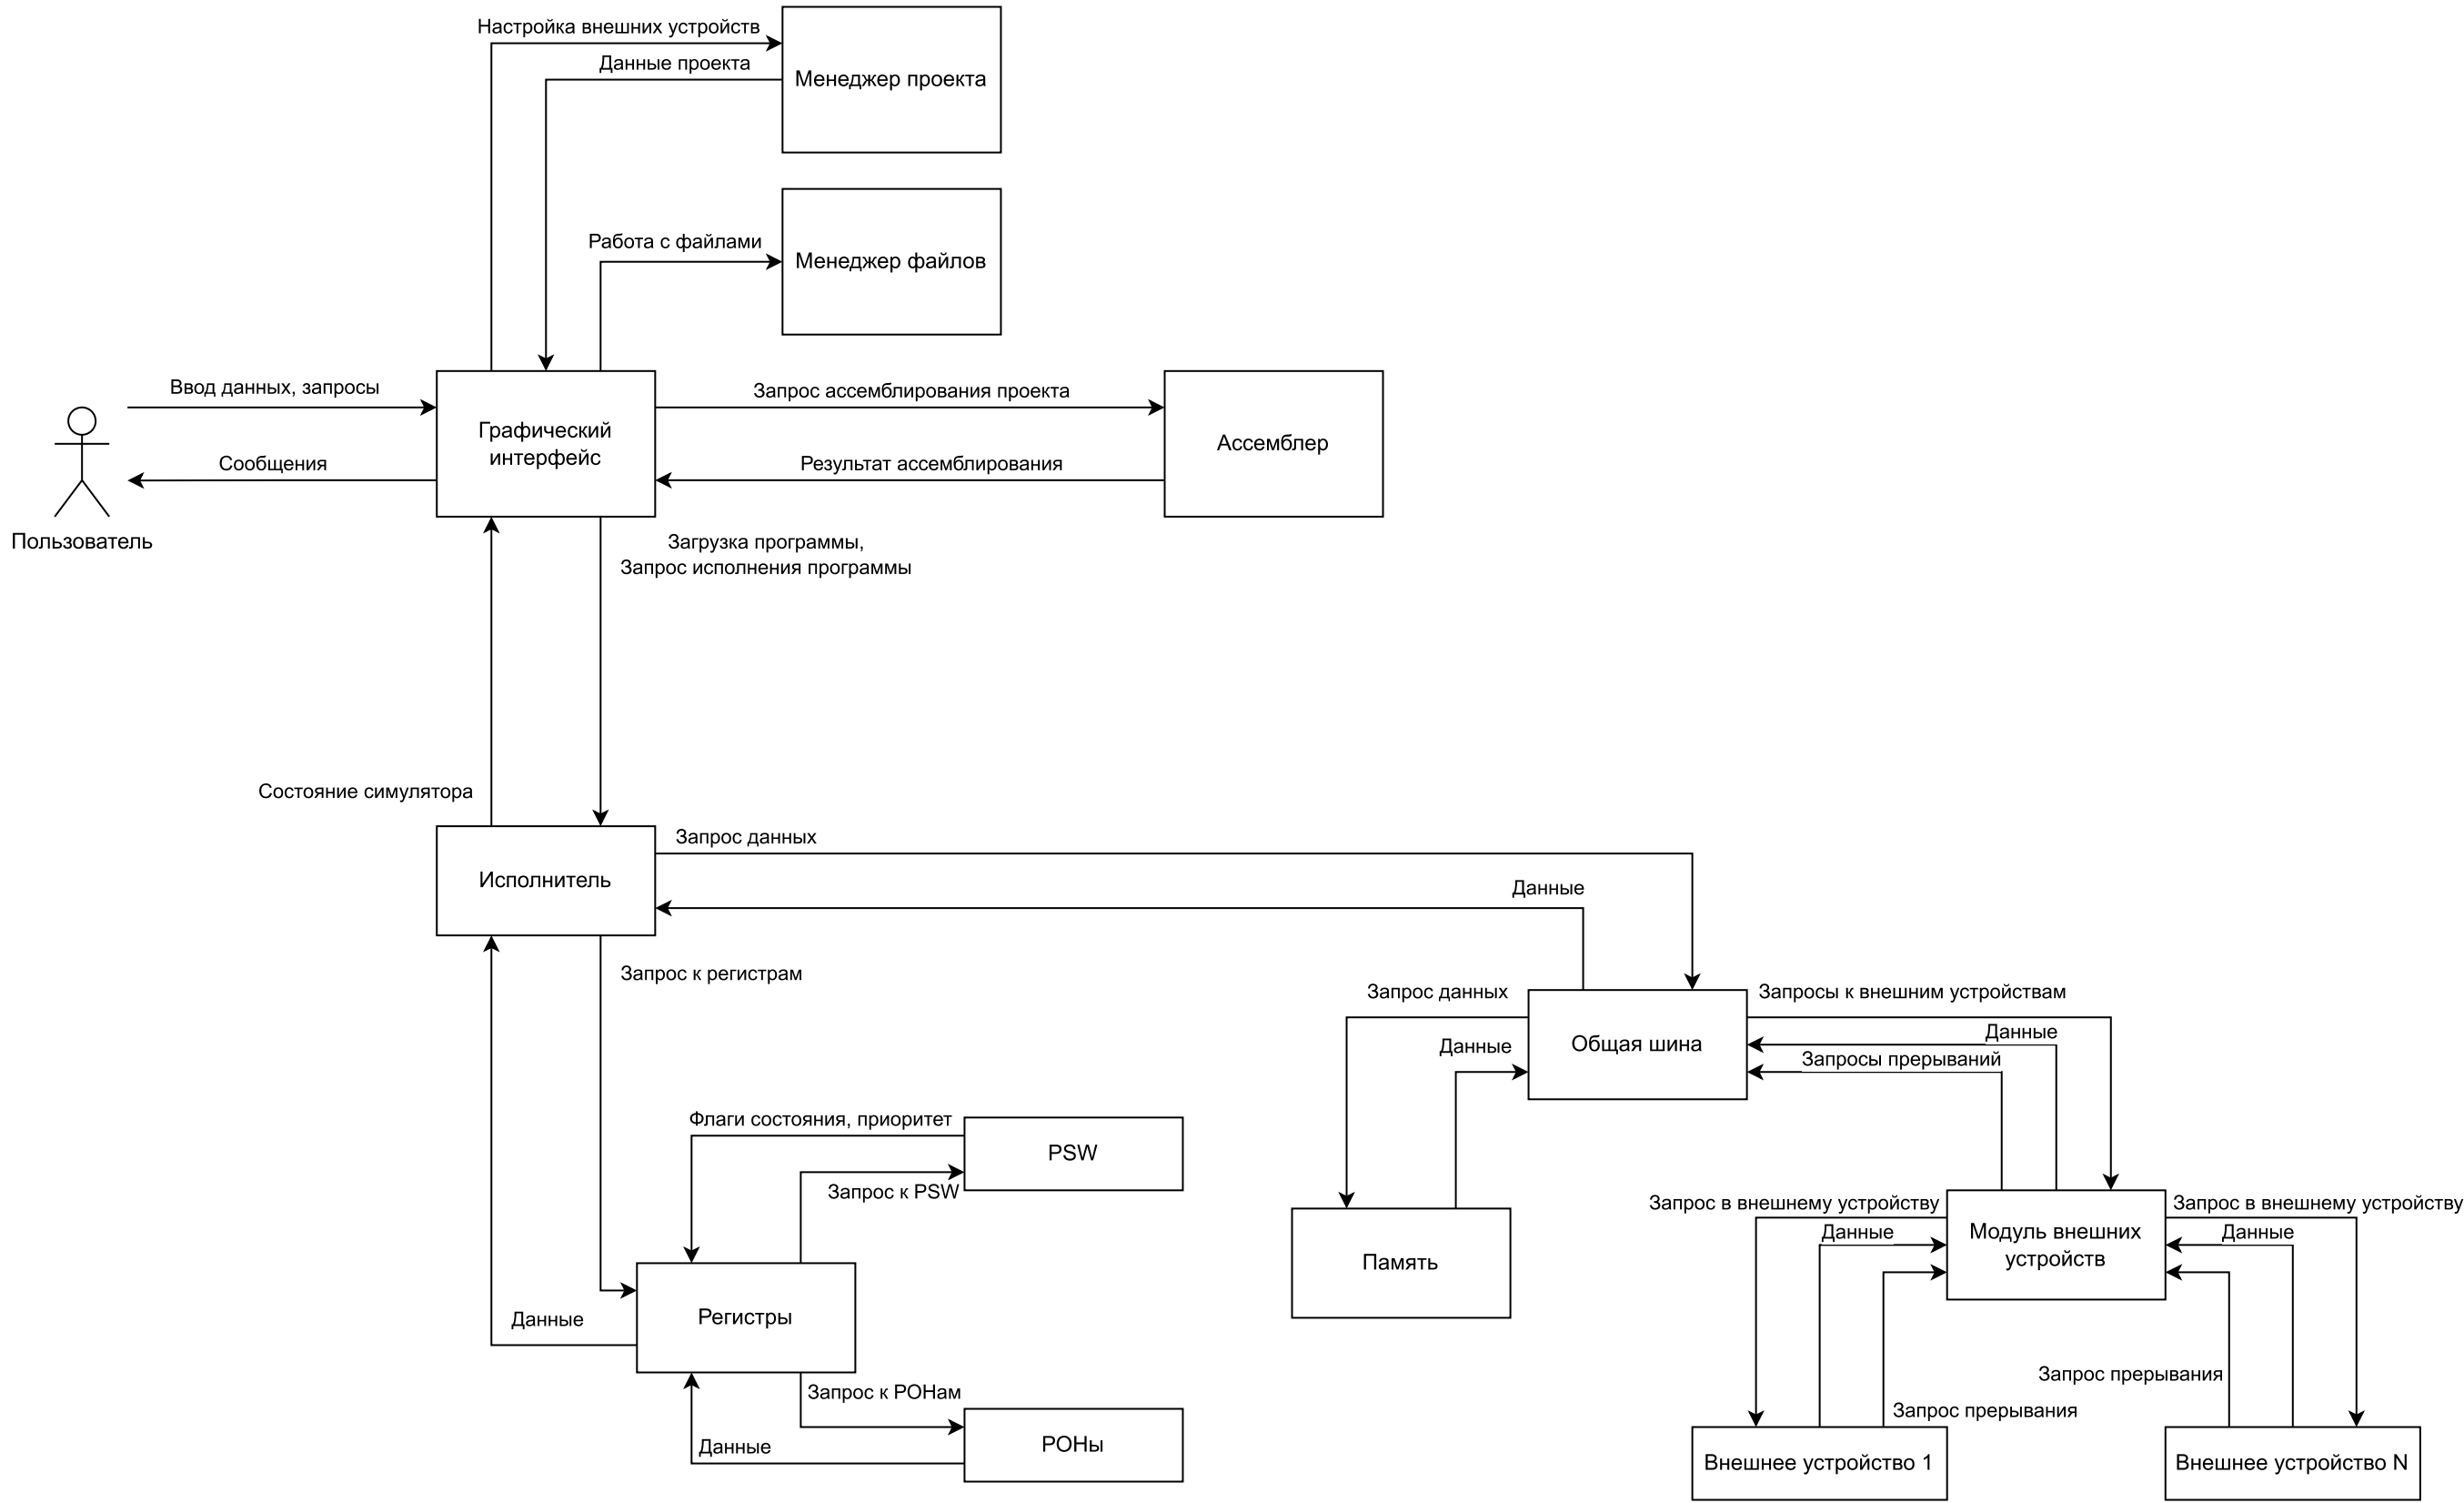 Настройка внешних устройств
Данные проекта
Менеджер проекта
Работа с файлами
Менеджер файлов
Ввод данных, запросы
Запрос ассемблирования проекта
Графический
интерфейс
Ассемблер
Сообщения
Результат ассемблирования
Пользователь
Загрузка программы,
Запрос исполнения программы
Состояние симулятора
Запрос данных
Исполнитель
Данные
Запрос к регистрам
Запрос данных
Запросы к внешним устройствам
Данные
Общая шина
Данные
Запросы прерываний
Флаги состояния, приоритет
PSW
Запрос к PSW
Запрос в внешнему устройству
Запрос в внешнему устройству
Данные
Модуль внешних
устройств
Данные
Память
Данные
Регистры
Запрос прерывания
Запрос к РОНам
Запрос прерывания
Данные
РОНы
Внешнее устройство 1
Внешнее устройство N